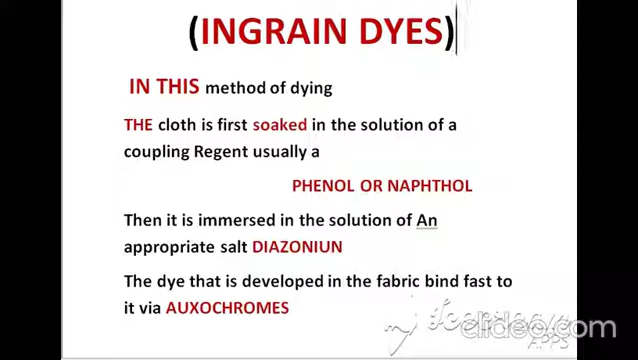 (INGRAIN DYES)
IN THIS method of dying
THE cloth is first soaked in the solution of a
coupling Regent usually a
PHENOL OR NAPHTHOL
Then it is immersed in the solution of An
appropriate salt DIAZONIUN
The dye that is developed in the fabric bind fast to
it via AUXOCHROMES
clideo.com
APPS